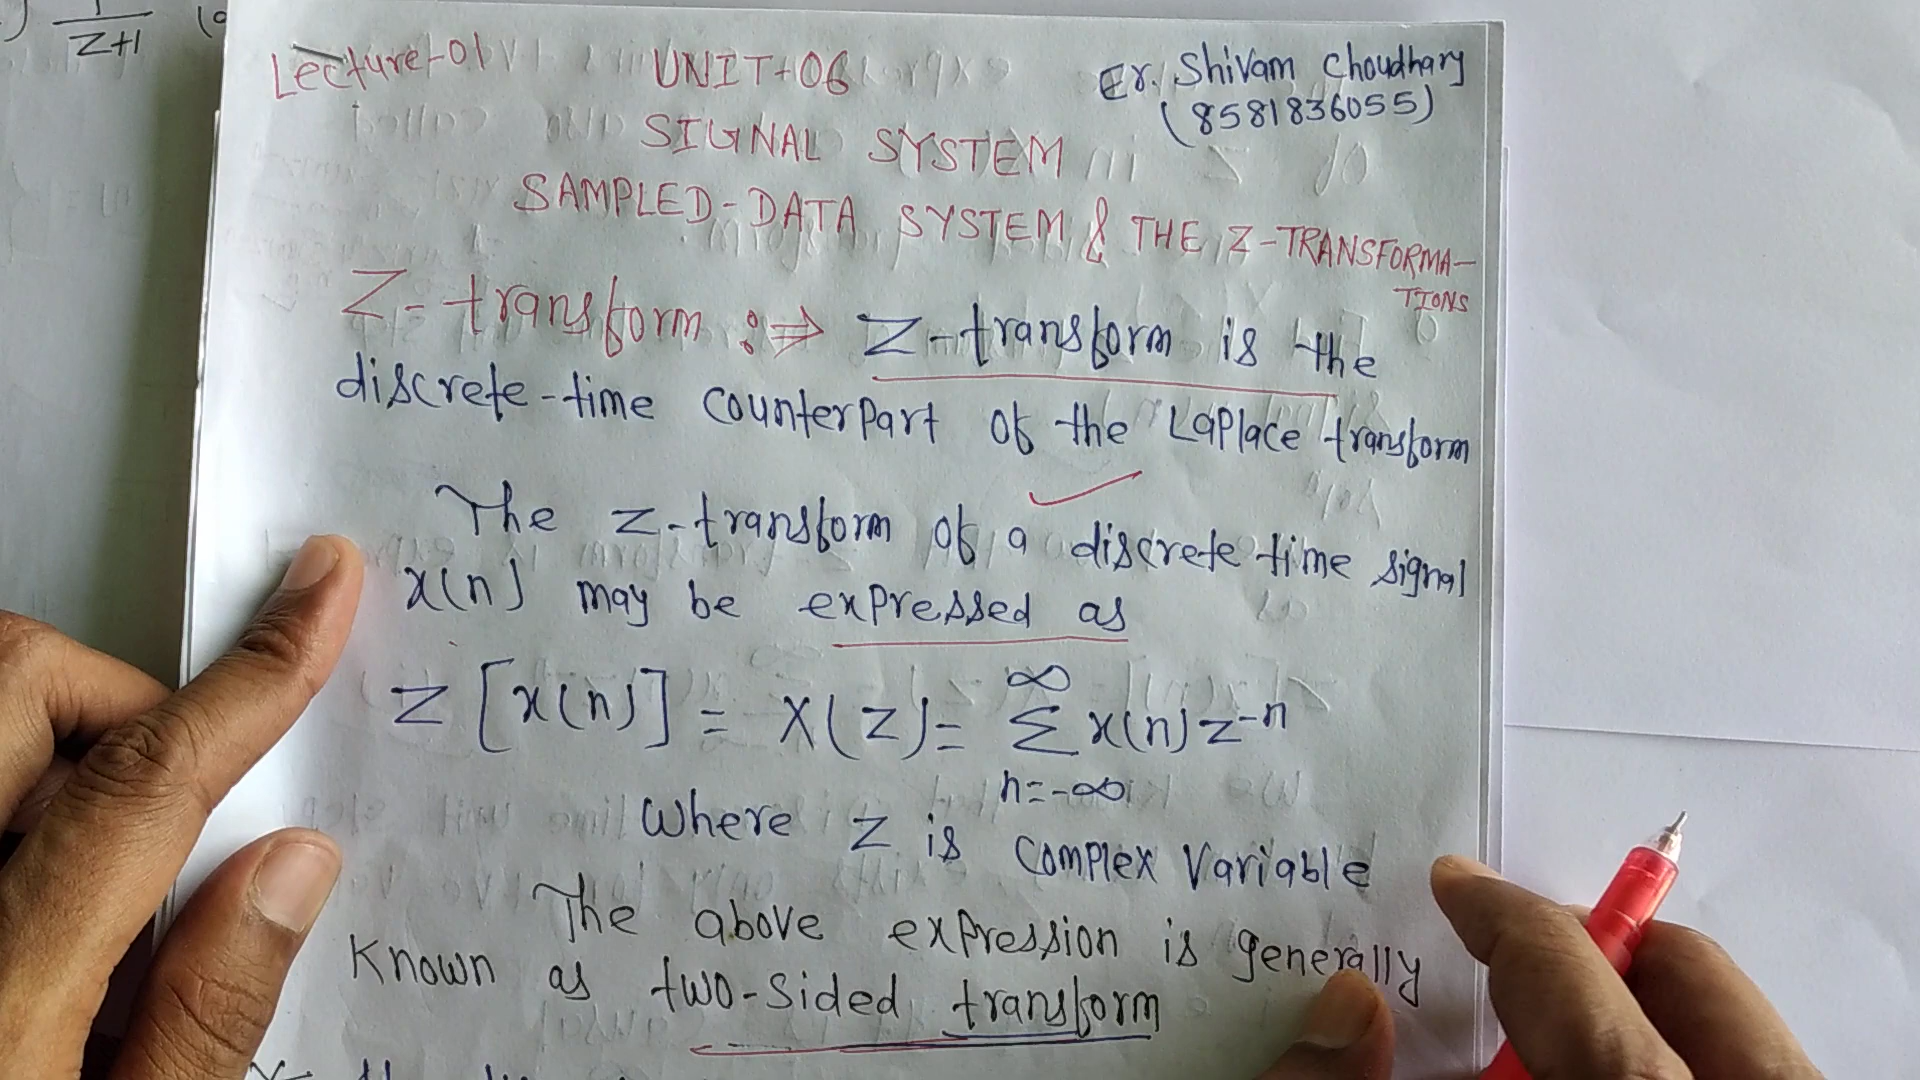 1
z+1
Lecture-01 UNIT-06 Er. Shivam Choudhary
(8581836055)
SIGNAL SYSTEM
SAMPLED-DATA SYSTEM & THE Z-TRANSFORMA-
TIONS
Z-transform :⇒ Z-transform is the
discrete-time counterpart of the Laplace transform
The z-transform of a discrete time signal
x(n) may be expressed as
Z [x(n)] = X(z) = ∞ Σ n=-∞ x(n) z^-n
Where z is complex variable
The above expression is generally
known as two-sided transform